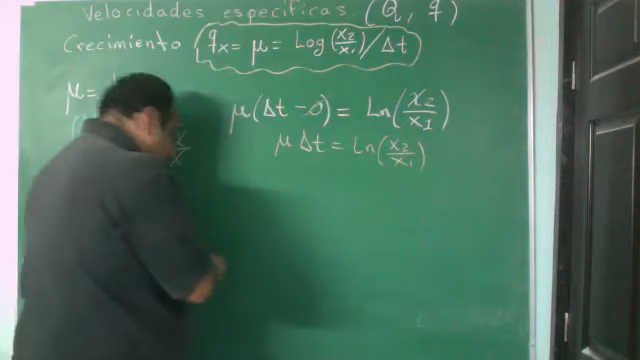 Velocidades específicas. (Q, q)
Crecimiento qx = μ = Log(x2/x1)/Δt
μ =
μ(Δt - 0) = Ln(x2/x1)
μ Δt = Ln(x2/x1)
x
x